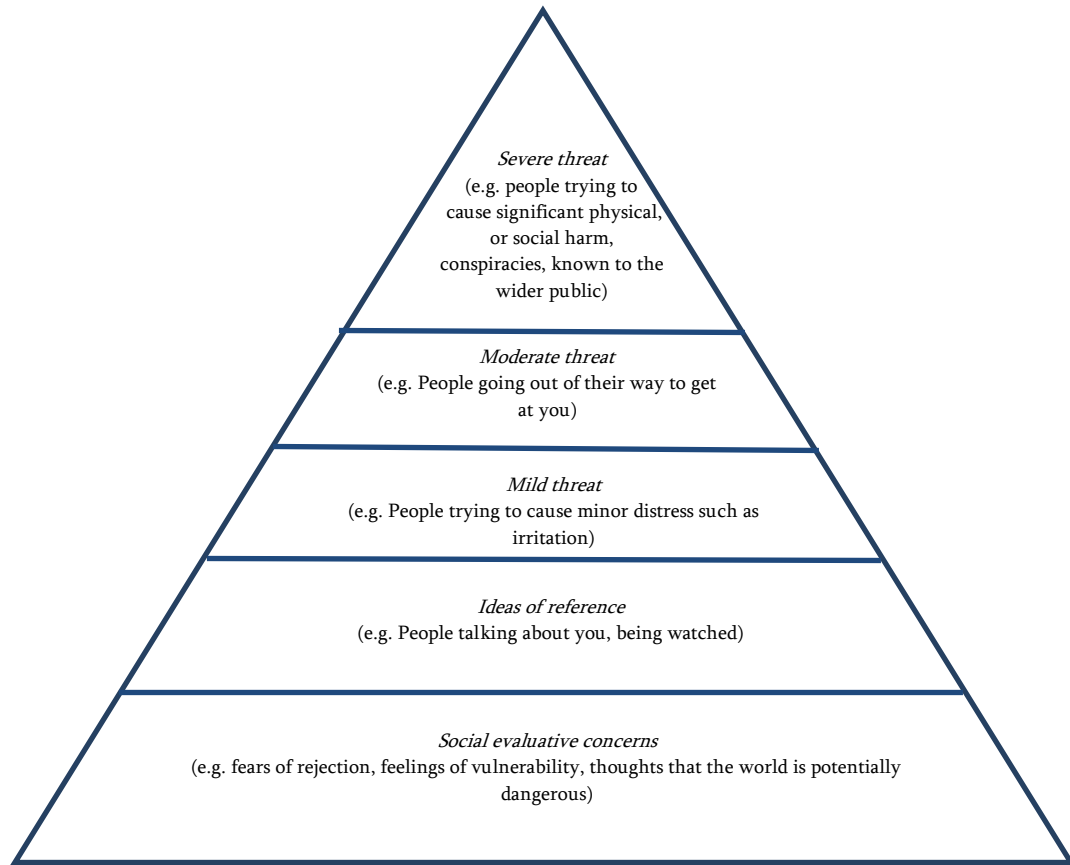 Severe threat
(e.g. people trying to
cause significant physical,
or social harm,
conspiracies, known to the
wider public)
Moderate threat
(e.g. People going out of their way to get
at you)
Mild threat
(e.g. People trying to cause minor distress such as
irritation)
Ideas of reference
(e.g. People talking about you, being watched)
Social evaluative concerns
(e.g. fears of rejection, feelings of vulnerability, thoughts that the world is potentially
dangerous)